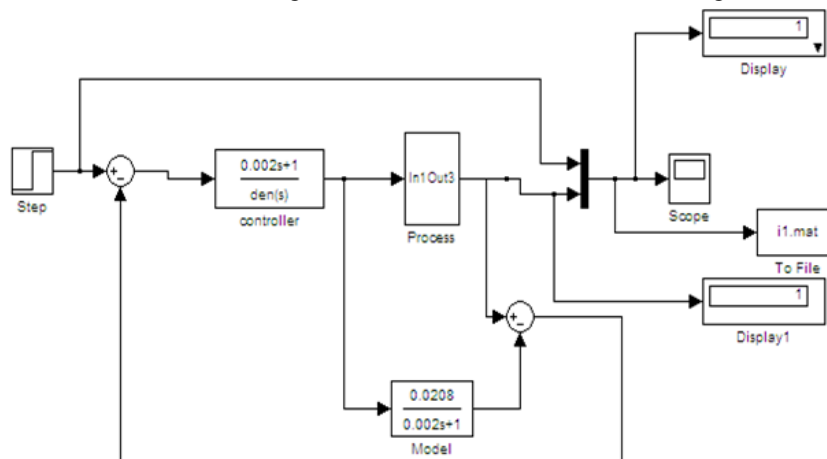 1
Display
Step
+
−
0.002s+1
den(s)
controller
In1Out3
Process
Scope
i1.mat
To File
1
Display1
+
−
0.0208
0.002s+1
Model